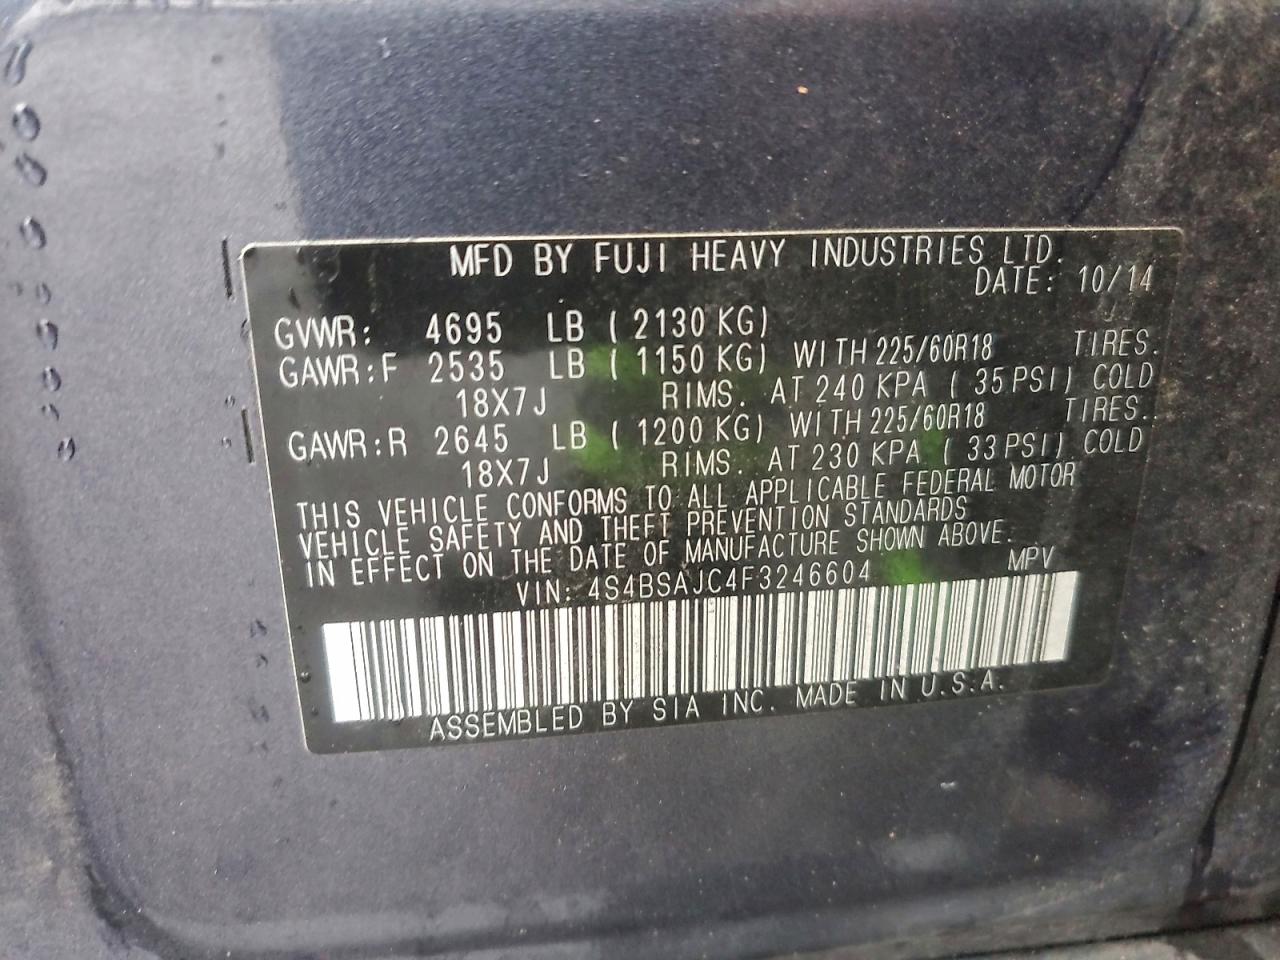 MFD BY FUJI HEAVY INDUSTRIES LTD.
DATE: 10/14
GVWR: 4695 LB (2130 KG)
GAWR:F 2535 LB (1150 KG) WITH 225/60R18 TIRES.
18X7J RIMS. AT 240 KPA (35 PSI) COLD
GAWR:R 2645 LB (1200 KG) WITH 225/60R18 TIRES.
18X7J RIMS. AT 230 KPA (33 PSI) COLD
THIS VEHICLE CONFORMS TO ALL APPLICABLE FEDERAL MOTOR
VEHICLE SAFETY AND THEFT PREVENTION STANDARDS
IN EFFECT ON THE DATE OF MANUFACTURE SHOWN ABOVE.
VIN: 4S4BSAJC4F3246604 MPV
ASSEMBLED BY SIA INC. MADE IN U.S.A.